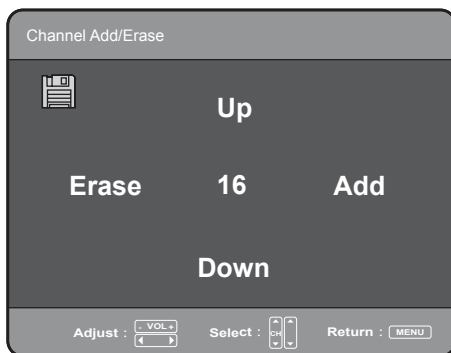 Channel Add/Erase
Up
Erase 16 Add
Down
Adjust : - VOL + Select : CH Return : MENU